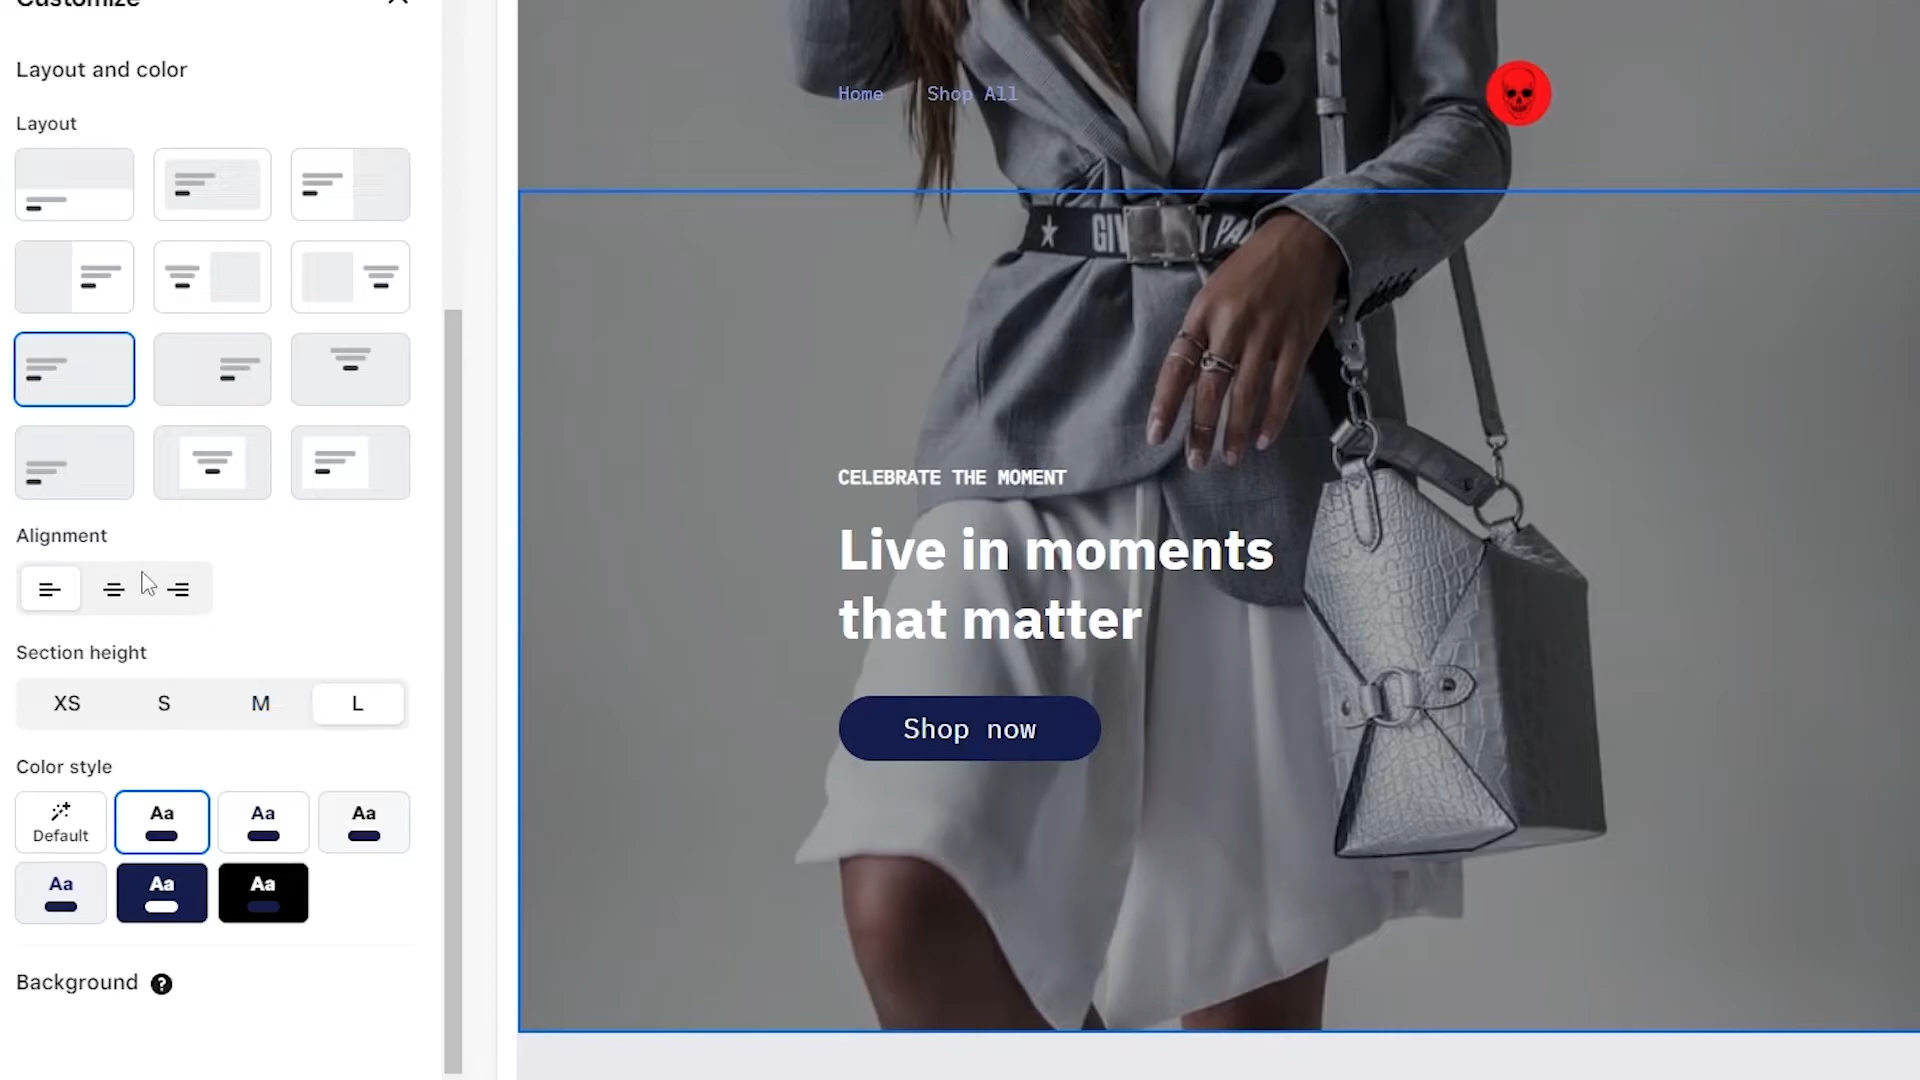 Customize
Layout and color
Layout
Alignment
Section height
XS S M L
Color style
Default
Aa
Aa
Aa
Aa
Aa
Aa
Background ?
Home Shop All
CELEBRATE THE MOMENT
Live in moments
that matter
Shop now